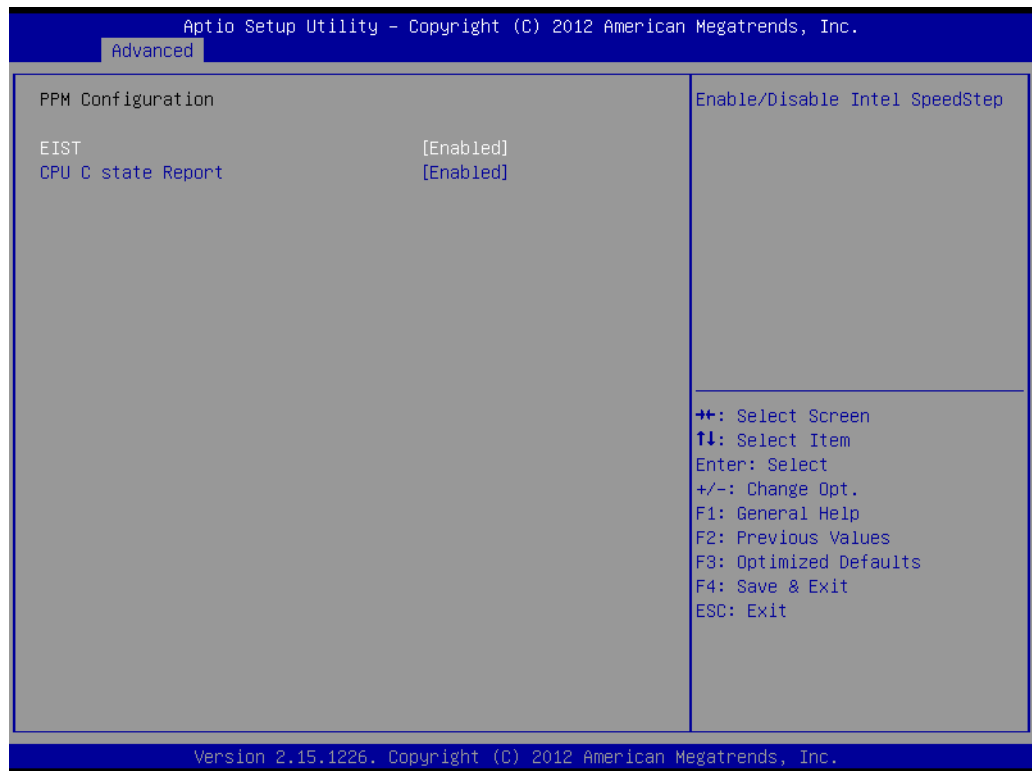 Aptio Setup Utility – Copyright (C) 2012 American Megatrends, Inc.
Advanced
PPM Configuration
EIST [Enabled]
CPU C state Report [Enabled]
Enable/Disable Intel SpeedStep
→←: Select Screen
↑↓: Select Item
Enter: Select
+/-: Change Opt.
F1: General Help
F2: Previous Values
F3: Optimized Defaults
F4: Save & Exit
ESC: Exit
Version 2.15.1226. Copyright (C) 2012 American Megatrends, Inc.